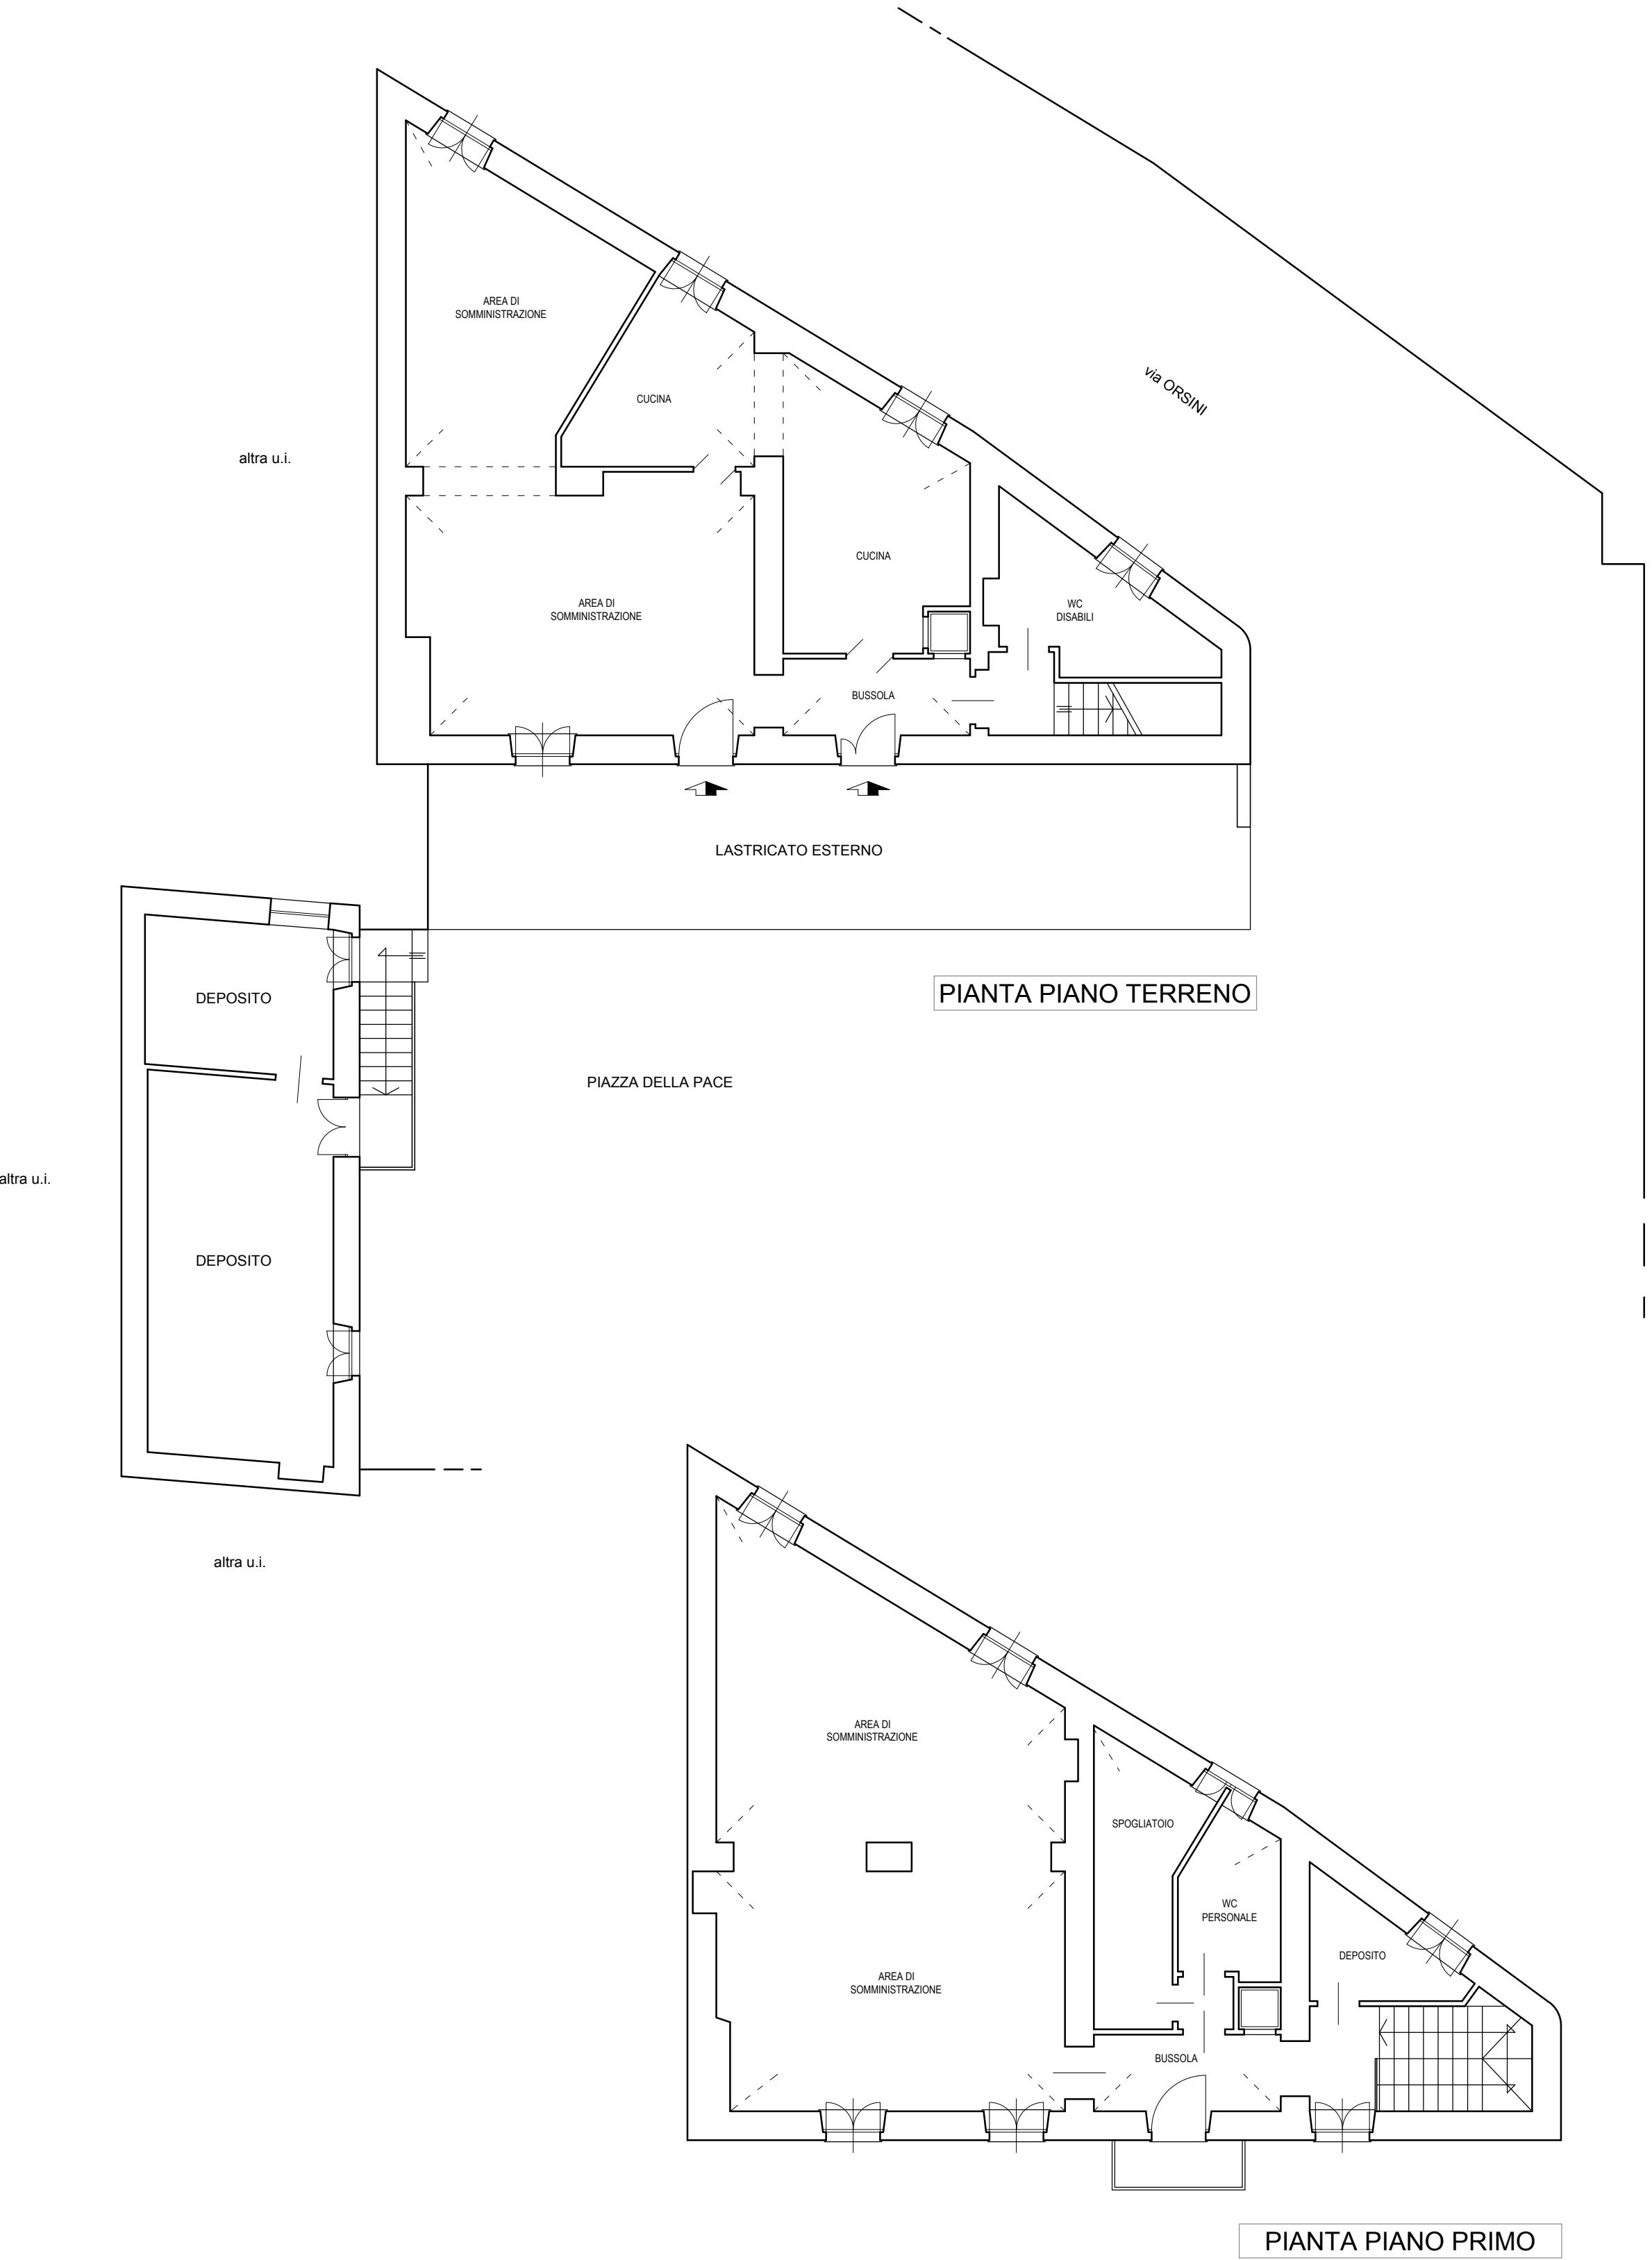 via ORSINI
AREA DI
SOMMINISTRAZIONE
CUCINA
altra u.i.
CUCINA
AREA DI
SOMMINISTRAZIONE
WC
DISABILI
BUSSOLA
LASTRICATO ESTERNO
PIANTA PIANO TERRENO
DEPOSITO
PIAZZA DELLA PACE
altra u.i.
DEPOSITO
altra u.i.
AREA DI
SOMMINISTRAZIONE
SPOGLIATOIO
WC
PERSONALE
DEPOSITO
AREA DI
SOMMINISTRAZIONE
BUSSOLA
PIANTA PIANO PRIMO